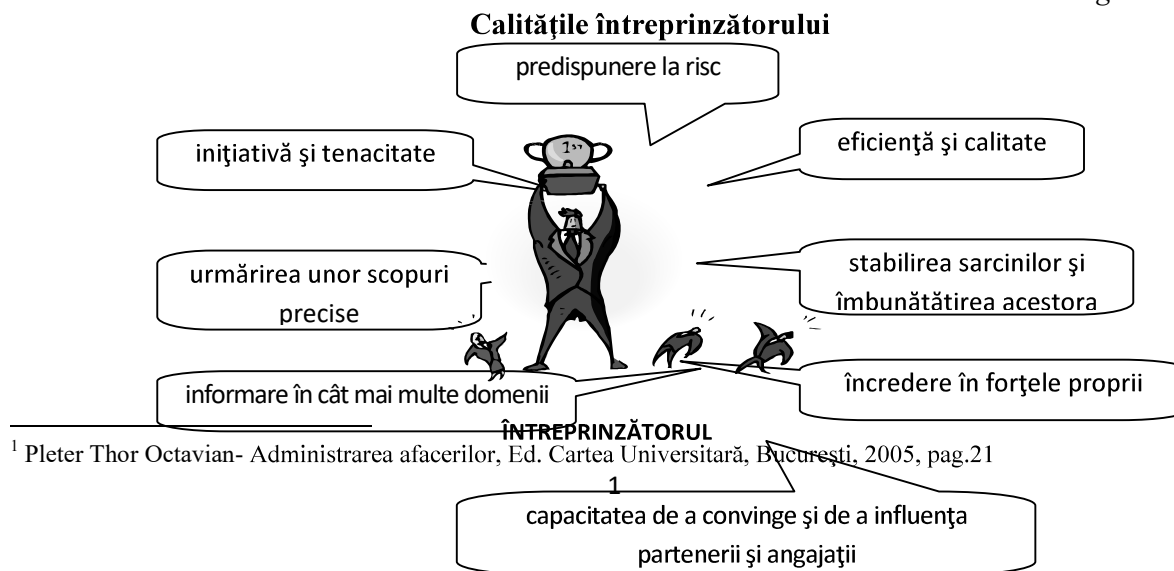 Calităţile întreprinzătorului
predispunere la risc
iniţiativă şi tenacitate
1st
eficienţă şi calitate
urmărirea unor scopuri
precise
stabilirea sarcinilor şi
îmbunătăţirea acestora
informare în cât mai multe domenii
încredere în forţele proprii
ÎNTREPRINZĂTORUL
1 Pleter Thor Octavian- Administrarea afacerilor, Ed. Cartea Universitară, Bucureşti, 2005, pag.21
1
capacitatea de a convinge şi de a influenţa
partenerii şi angajaţii